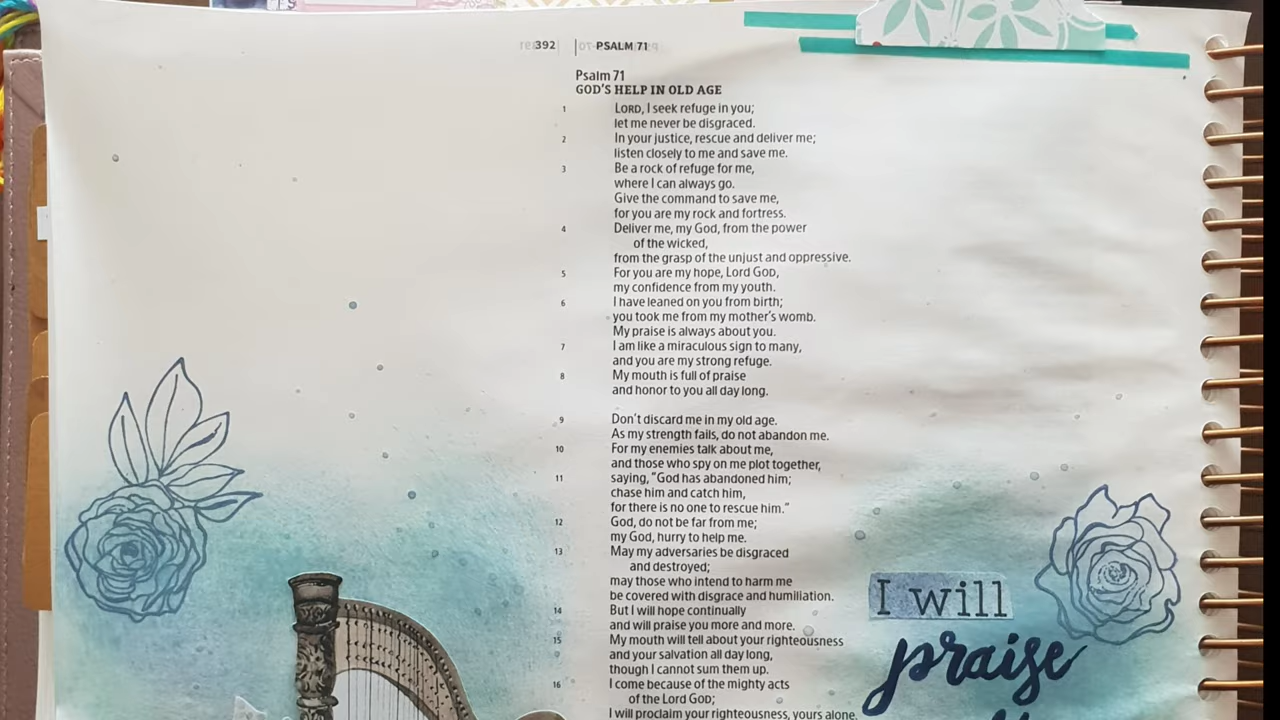 392 | PSALM 71
Psalm 71
GOD'S HELP IN OLD AGE
1 LORD, I seek refuge in you;
let me never be disgraced.
2 In your justice, rescue and deliver me;
listen closely to me and save me.
3 Be a rock of refuge for me,
where I can always go.
Give the command to save me,
for you are my rock and fortress.
4 Deliver me, my God, from the power
of the wicked,
from the grasp of the unjust and oppressive.
5 For you are my hope, Lord GOD,
my confidence from my youth.
6 I have leaned on you from birth;
you took me from my mother's womb.
My praise is always about you.
7 I am like a miraculous sign to many,
and you are my strong refuge.
8 My mouth is full of praise
and honor to you all day long.
9 Don't discard me in my old age.
As my strength fails, do not abandon me.
10 For my enemies talk about me,
and those who spy on me plot together,
11 saying, "God has abandoned him;
chase him and catch him,
for there is no one to rescue him."
12 God, do not be far from me;
my God, hurry to help me.
13 May my adversaries be disgraced
and destroyed;
may those who intend to harm me
be covered with disgrace and humiliation.
14 But I will hope continually
and will praise you more and more.
15 My mouth will tell about your righteousness
and your salvation all day long,
though I cannot sum them up.
16 I come because of the mighty acts
of the Lord GOD;
I will proclaim your righteousness, yours alone.
I will
praise